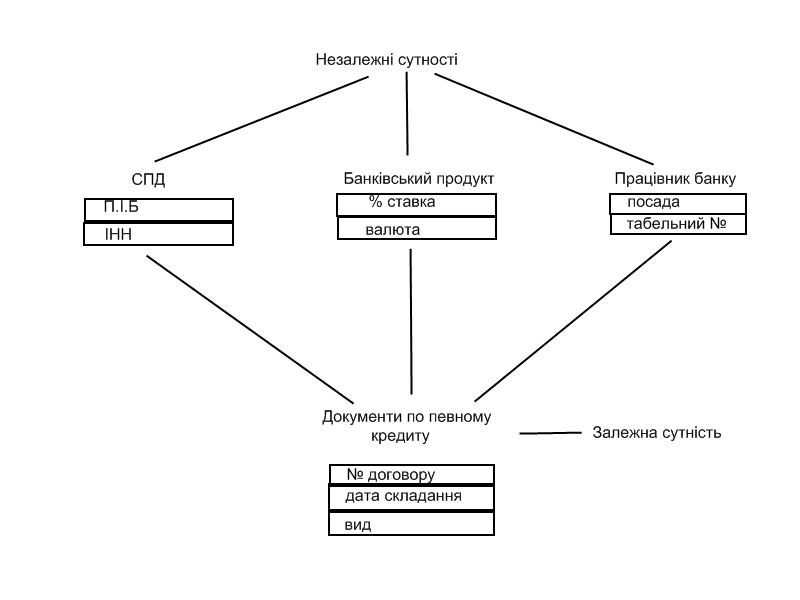 Незалежні сутності
СПД
Банківський продукт
Працівник банку
П.І.Б
% ставка
посада
ІНН
валюта
табельний №
Документи по певному
кредиту
Залежна сутність
№ договору
дата складання
вид